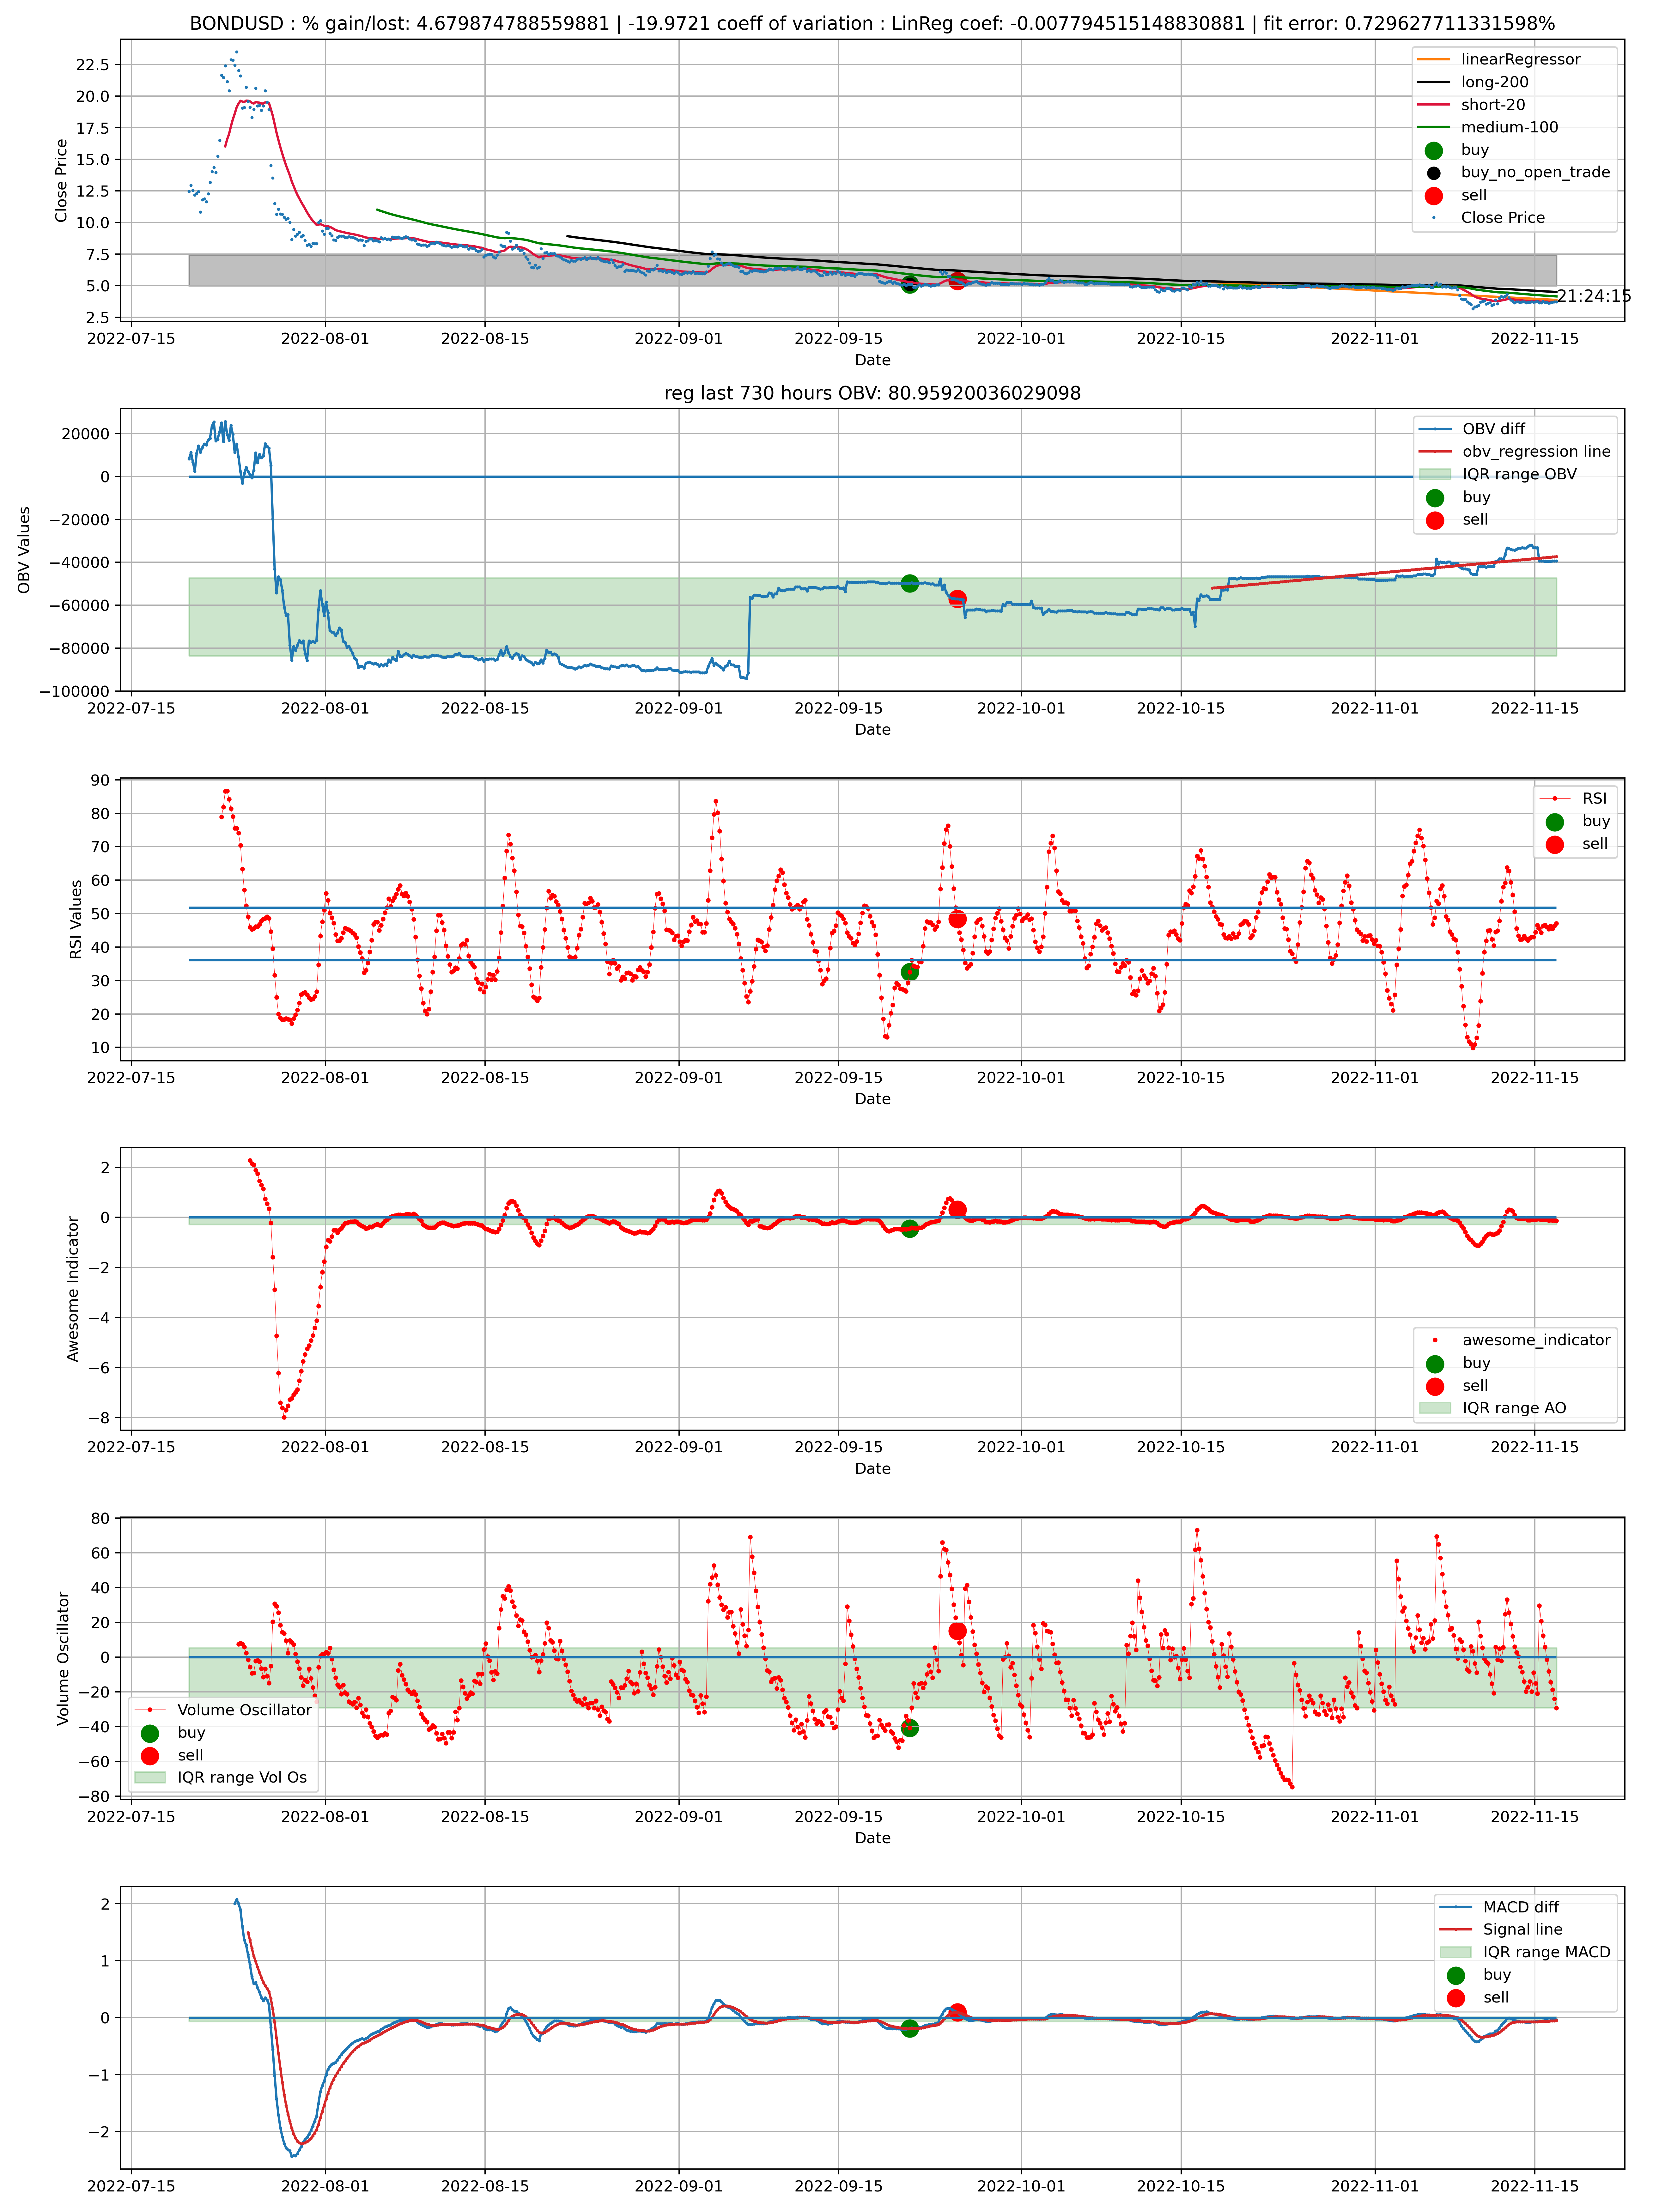 BONDUSD : % gain/lost: 4.679874788559881 | -19.9721 coeff of variation : LinReg coef: -0.007794515148830881 | fit error: 0.729627711331598%
22.5
20.0
17.5
15.0
12.5
10.0
7.5
5.0
2.5
Close Price
linearRegressor
long-200
short-20
medium-100
buy
buy_no_open_trade
sell
Close Price
21:24:15
2022-07-15 2022-08-01 2022-08-15 2022-09-01 2022-09-15 2022-10-01 2022-10-15 2022-11-01 2022-11-15
Date
reg last 730 hours OBV: 80.95920036029098
20000
0
−20000
−40000
−60000
−80000
−100000
OBV Values
OBV diff
obv_regression line
IQR range OBV
buy
sell
2022-07-15 2022-08-01 2022-08-15 2022-09-01 2022-09-15 2022-10-01 2022-10-15 2022-11-01 2022-11-15
Date
90
80
70
60
50
40
30
20
10
RSI Values
RSI
buy
sell
2022-07-15 2022-08-01 2022-08-15 2022-09-01 2022-09-15 2022-10-01 2022-10-15 2022-11-01 2022-11-15
Date
2
0
−2
−4
−6
−8
Awesome Indicator
awesome_indicator
buy
sell
IQR range AO
2022-07-15 2022-08-01 2022-08-15 2022-09-01 2022-09-15 2022-10-01 2022-10-15 2022-11-01 2022-11-15
Date
80
60
40
20
0
−20
−40
−60
−80
Volume Oscillator
Volume Oscillator
buy
sell
IQR range Vol Os
2022-07-15 2022-08-01 2022-08-15 2022-09-01 2022-09-15 2022-10-01 2022-10-15 2022-11-01 2022-11-15
Date
2
1
0
−1
−2
MACD diff
Signal line
IQR range MACD
buy
sell
2022-07-15 2022-08-01 2022-08-15 2022-09-01 2022-09-15 2022-10-01 2022-10-15 2022-11-01 2022-11-15